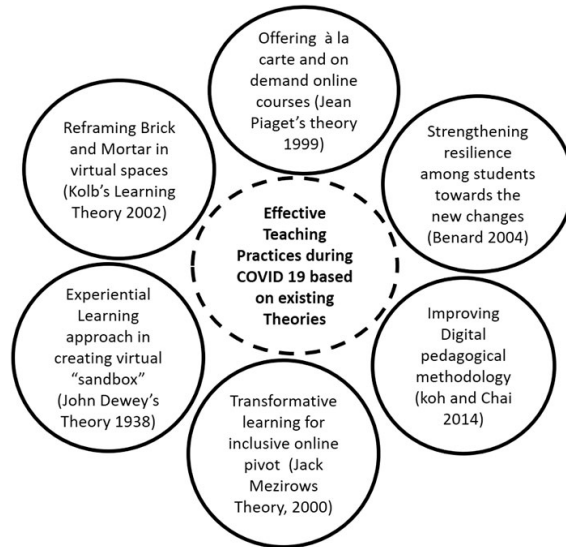 Offering à la
carte and on
demand online
courses (Jean
Piaget's theory
1999)
Strengthening
resilience
among students
towards the
new changes
(Benard 2004)
Improving
Digital
pedagogical
methodology
(koh and Chai
2014)
Transformative
learning for
inclusive online
pivot (Jack
Mezirows
Theory, 2000)
Experiential
Learning
approach in
creating virtual
“sandbox”
(John Dewey's
Theory 1938)
Reframing Brick
and Mortar in
virtual spaces
(Kolb's Learning
Theory 2002)
Effective
Teaching
Practices during
COVID 19 based
on existing
Theories